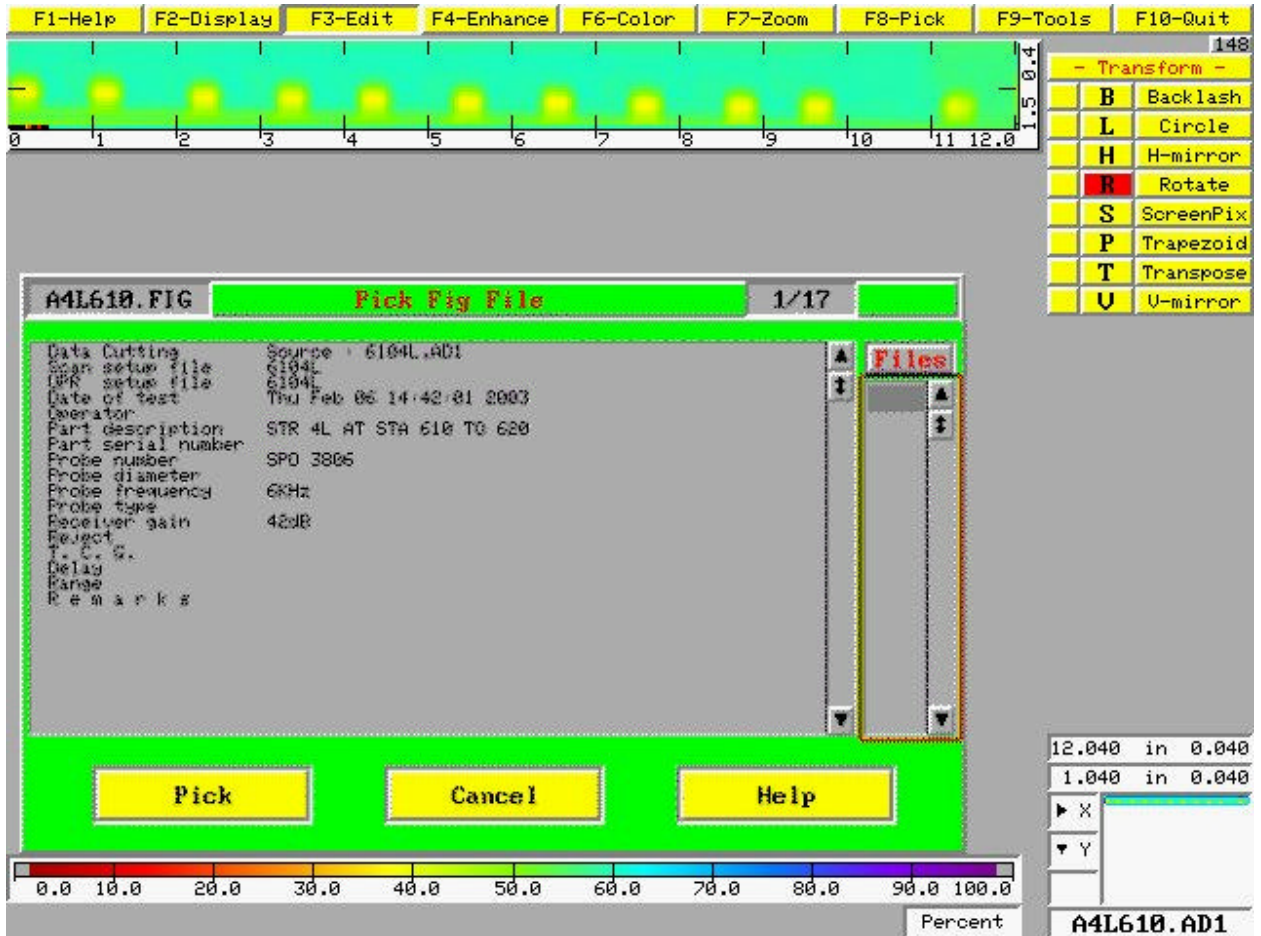 F1-Help F2-Display F3-Edit F4-Enhance F6-Color F7-Zoom F8-Pick F9-Tools F10-Quit
148
0.4
1.5
0 1 2 3 4 5 6 7 8 9 10 11 12.0
- Transform -
B Backlash
L Circle
H H-mirror
R Rotate
S ScreenPix
P Trapezoid
T Transpose
V V-mirror
A4L610.FIG Pick Fig File 1/17
Files
Data Cutting Source : 6104L.AD1
Scan setup file 6104L
UPR setup file 6104L
Date of test Thu Feb 06 14:42:01 2003
Operator
Part description STR 4L AT STA 610 TO 620
Part serial number
Probe number SPO 3806
Probe diameter
Probe frequency 6KHz
Probe type
Receiver gain 42dB
Reject
T. C. G.
Delay
Range
R e m a r k s
Pick Cancel Help
12.040 in 0.040
1.040 in 0.040
X
Y
0.0 10.0 20.0 30.0 40.0 50.0 60.0 70.0 80.0 90.0 100.0
Percent
A4L610.AD1